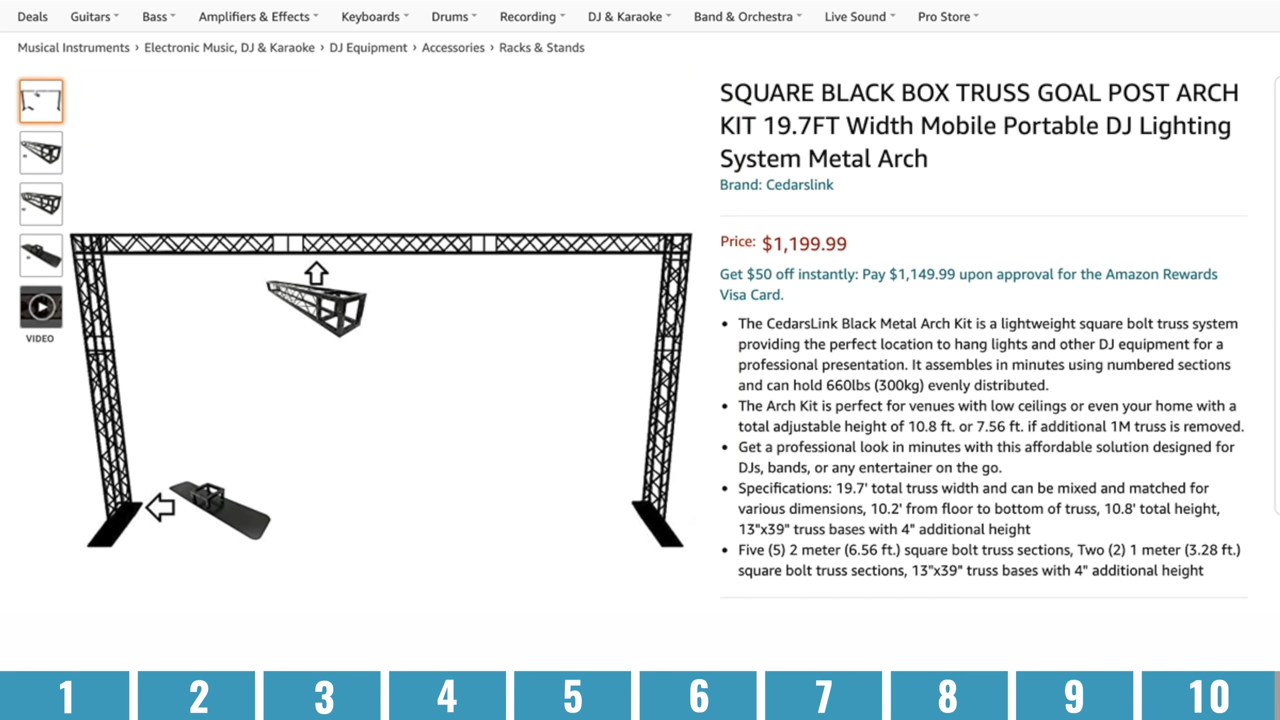 Deals Guitars Bass Amplifiers & Effects Keyboards Drums Recording DJ & Karaoke Band & Orchestra Live Sound Pro Store
Musical Instruments › Electronic Music, DJ & Karaoke › DJ Equipment › Accessories › Racks & Stands
SQUARE BLACK BOX TRUSS GOAL POST ARCH
KIT 19.7FT Width Mobile Portable DJ Lighting
System Metal Arch
Brand: Cedarslink
Price: $1,199.99
Get $50 off instantly: Pay $1,149.99 upon approval for the Amazon Rewards
Visa Card.
• The CedarsLink Black Metal Arch Kit is a lightweight square bolt truss system
providing the perfect location to hang lights and other DJ equipment for a
professional presentation. It assembles in minutes using numbered sections
and can hold 660lbs (300kg) evenly distributed.
• The Arch Kit is perfect for venues with low ceilings or even your home with a
total adjustable height of 10.8 ft. or 7.56 ft. if additional 1M truss is removed.
• Get a professional look in minutes with this affordable solution designed for
DJs, bands, or any entertainer on the go.
• Specifications: 19.7' total truss width and can be mixed and matched for
various dimensions, 10.2' from floor to bottom of truss, 10.8' total height,
13"x39" truss bases with 4" additional height
• Five (5) 2 meter (6.56 ft.) square bolt truss sections, Two (2) 1 meter (3.28 ft.)
square bolt truss sections, 13"x39" truss bases with 4" additional height
VIDEO
1 2 3 4 5 6 7 8 9 10